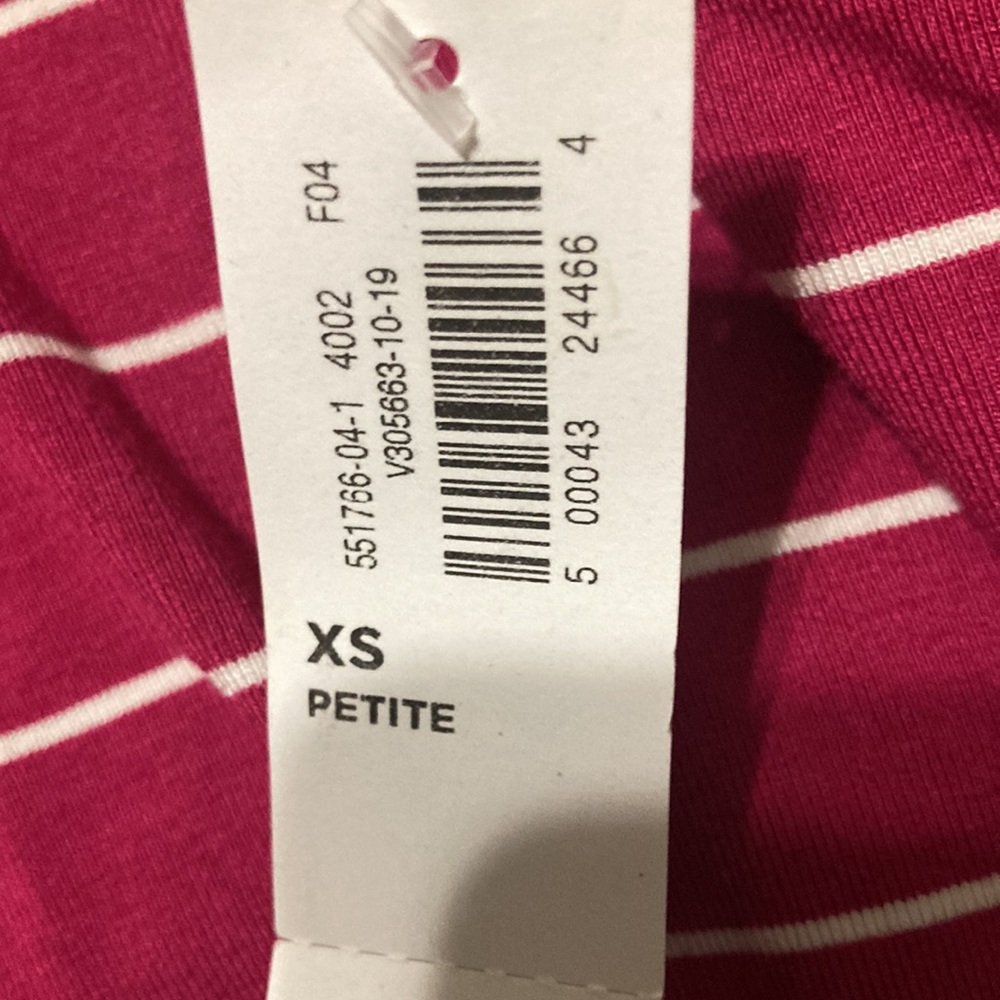 551766-04-1 4002 F04
V305663-10-19
5 00043 24466 4
XS
PETITE